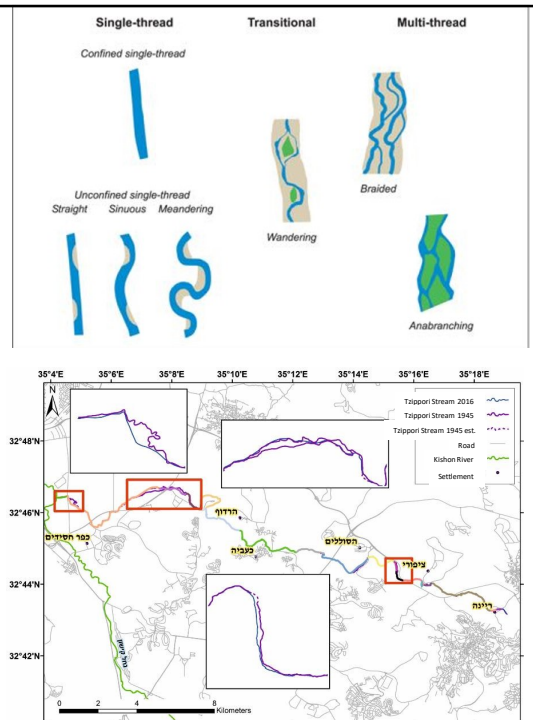 Single-thread Transitional Multi-thread
Confined single-thread
Unconfined single-thread
Straight Sinuous Meandering
Wandering
Braided
Anabranching
35°4'E 35°6'E 35°8'E 35°10'E 35°12'E 35°14'E 35°16'E 35°18'E
N
Tzippori Stream 2016
Tzippori Stream 1945
Tzippori Stream 1945 est.
Road
Kishon River
Settlement
32°48'N
32°46'N
32°44'N
32°42'N
הרדוף
כפר חסידים
כעביה
הסוללים
ציפורי
ריינה
נחל קישון
0 2 4 8
Kilometers